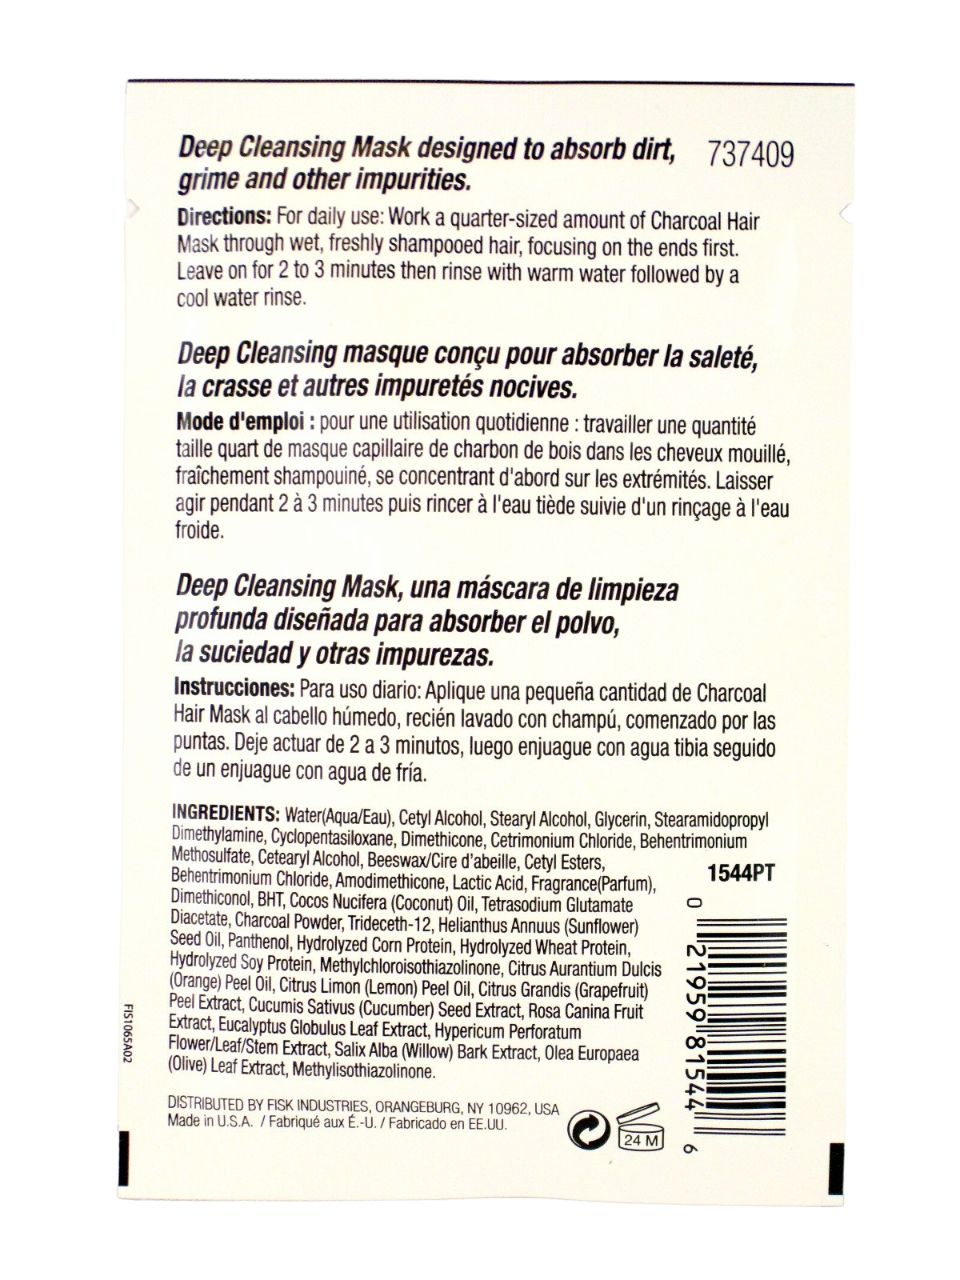 Deep Cleansing Mask designed to absorb dirt, 737409
grime and other impurities.
Directions: For daily use: Work a quarter-sized amount of Charcoal Hair
Mask through wet, freshly shampooed hair, focusing on the ends first.
Leave on for 2 to 3 minutes then rinse with warm water followed by a
cool water rinse.
Deep Cleansing masque conçu pour absorber la saleté,
la crasse et autres impuretés nocives.
Mode d'emploi : pour une utilisation quotidienne : travailler une quantité
taille quart de masque capillaire de charbon de bois dans les cheveux mouillé,
fraîchement shampouiné, se concentrant d'abord sur les extrémités. Laisser
agir pendant 2 à 3 minutes puis rincer à l'eau tiède suivie d'un rinçage à l'eau
froide.
Deep Cleansing Mask, una máscara de limpieza
profunda diseñada para absorber el polvo,
la suciedad y otras impurezas.
Instrucciones: Para uso diario: Aplique una pequeña cantidad de Charcoal
Hair Mask al cabello húmedo, recién lavado con champú, comenzado por las
puntas. Deje actuar de 2 a 3 minutos, luego enjuague con agua tibia seguido
de un enjuague con agua de fría.
INGREDIENTS: Water(Aqua/Eau), Cetyl Alcohol, Stearyl Alcohol, Glycerin, Stearamidopropyl
Dimethylamine, Cyclopentasiloxane, Dimethicone, Cetrimonium Chloride, Behentrimonium
Methosulfate, Cetearyl Alcohol, Beeswax/Cire d'abeille, Cetyl Esters,
Behentrimonium Chloride, Amodimethicone, Lactic Acid, Fragrance(Parfum),
Dimethiconol, BHT, Cocos Nucifera (Coconut) Oil, Tetrasodium Glutamate
Diacetate, Charcoal Powder, Trideceth-12, Helianthus Annuus (Sunflower)
Seed Oil, Panthenol, Hydrolyzed Corn Protein, Hydrolyzed Wheat Protein,
Hydrolyzed Soy Protein, Methylchloroisothiazolinone, Citrus Aurantium Dulcis
(Orange) Peel Oil, Citrus Limon (Lemon) Peel Oil, Citrus Grandis (Grapefruit)
Peel Extract, Cucumis Sativus (Cucumber) Seed Extract, Rosa Canina Fruit
Extract, Eucalyptus Globulus Leaf Extract, Hypericum Perforatum
Flower/Leaf/Stem Extract, Salix Alba (Willow) Bark Extract, Olea Europaea
(Olive) Leaf Extract, Methylisothiazolinone.
1544PT
0 21959 81544 6
FIS1065A02
DISTRIBUTED BY FISK INDUSTRIES, ORANGEBURG, NY 10962, USA
Made in U.S.A. / Fabriqué aux É.-U. / Fabricado en EE.UU.
24 M